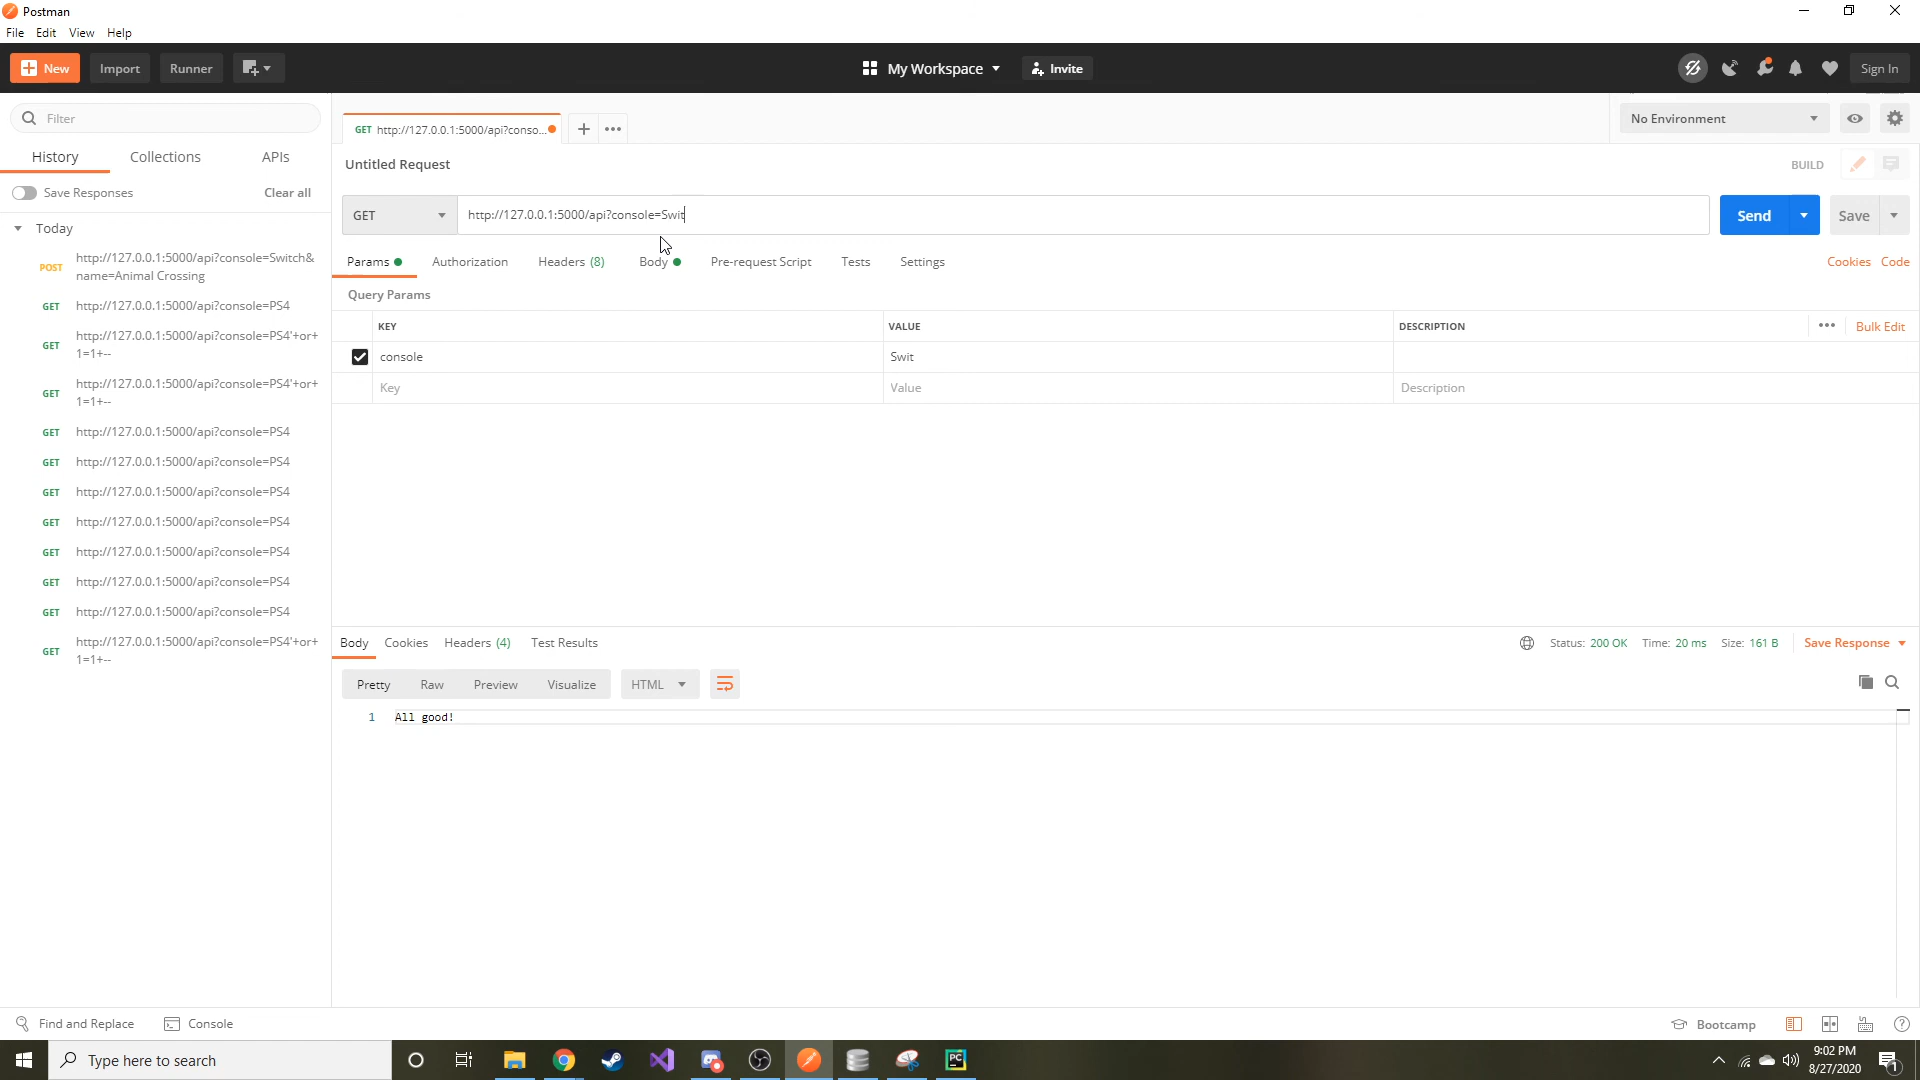 Postman
File Edit View Help
New Import Runner My Workspace Invite Sign In
Filter
History Collections APIs
Save Responses Clear all
Today
POST http://127.0.0.1:5000/api?console=Switch&
name=Animal Crossing
GET http://127.0.0.1:5000/api?console=PS4
GET http://127.0.0.1:5000/api?console=PS4'+or+
1=1+--
GET http://127.0.0.1:5000/api?console=PS4'+or+
1=1+--
GET http://127.0.0.1:5000/api?console=PS4
GET http://127.0.0.1:5000/api?console=PS4
GET http://127.0.0.1:5000/api?console=PS4
GET http://127.0.0.1:5000/api?console=PS4
GET http://127.0.0.1:5000/api?console=PS4
GET http://127.0.0.1:5000/api?console=PS4
GET http://127.0.0.1:5000/api?console=PS4
GET http://127.0.0.1:5000/api?console=PS4'+or+
1=1+--
GET http://127.0.0.1:5000/api?conso...
No Environment
Untitled Request BUILD
GET http://127.0.0.1:5000/api?console=Swit Send Save
Params Authorization Headers (8) Body Pre-request Script Tests Settings Cookies Code
Query Params
KEY VALUE DESCRIPTION Bulk Edit
console Swit
Key Value Description
Body Cookies Headers (4) Test Results Status: 200 OK Time: 20 ms Size: 161 B Save Response
Pretty Raw Preview Visualize HTML
1 All good!
Find and Replace Console Bootcamp
Type here to search
PC
9:02 PM
8/27/2020
1